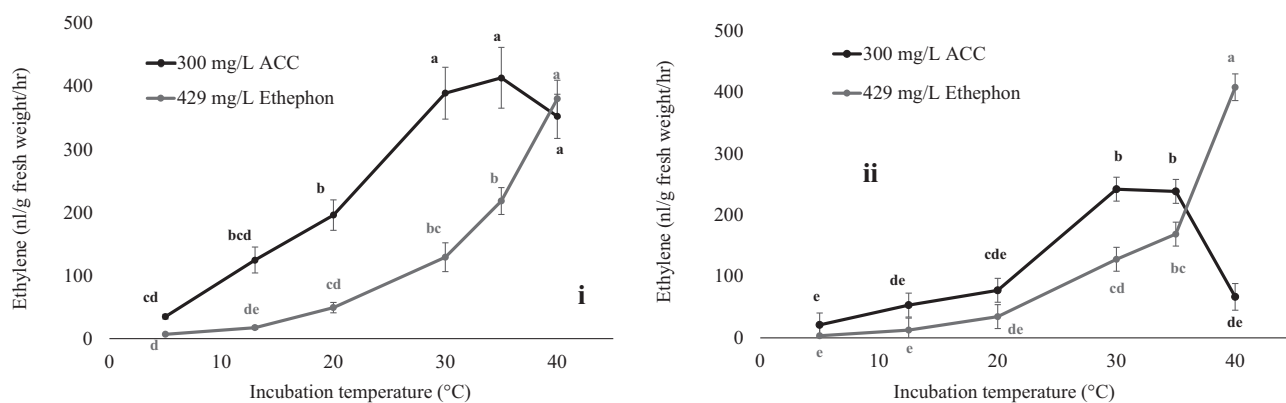 500
400
300
200
100
0
Ethylene (nl/g fresh weight/hr)
300 mg/L ACC
429 mg/L Ethephon
cd
bcd
b
a
a
a
d
de
cd
bc
b
a
i
0
10
20
30
40
Incubation temperature (°C)
500
400
300
200
100
0
Ethylene (nl/g fresh weight/hr)
300 mg/L ACC
429 mg/L Ethephon
ii
e
de
cde
b
b
de
e
e
de
cd
bc
a
0
10
20
30
40
Incubation temperature (°C)